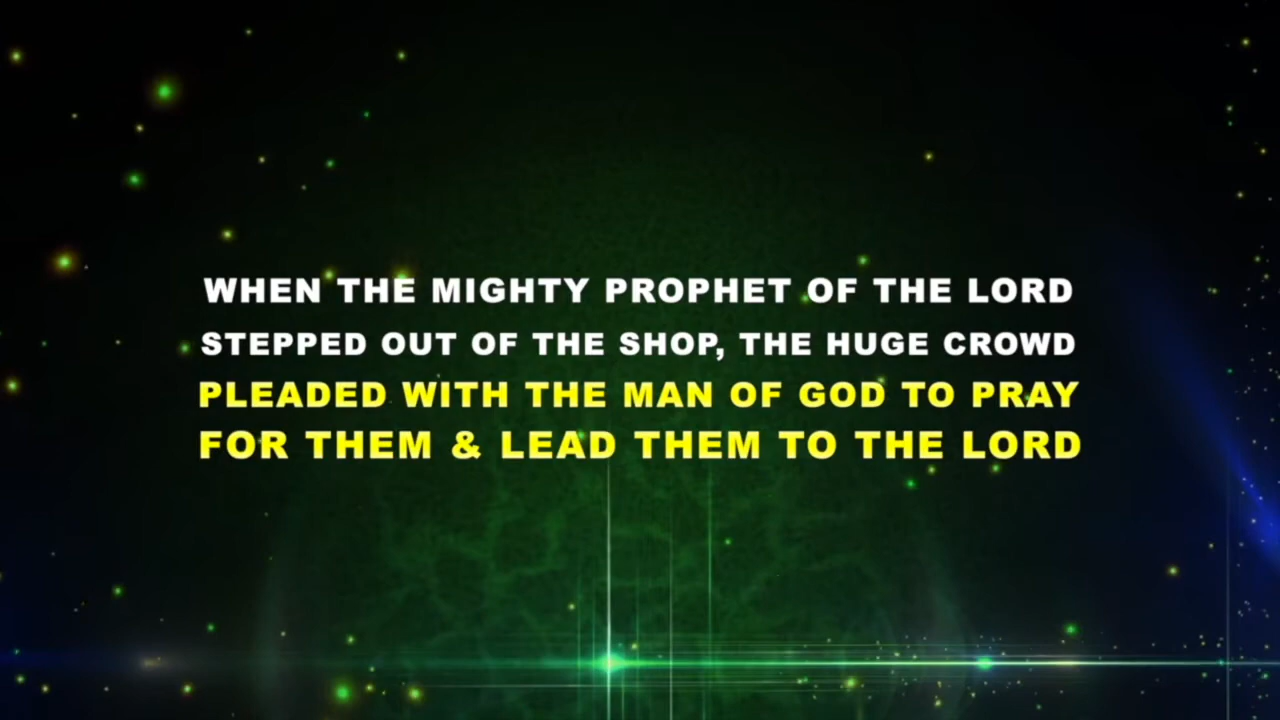 WHEN THE MIGHTY PROPHET OF THE LORD
STEPPED OUT OF THE SHOP, THE HUGE CROWD
PLEADED WITH THE MAN OF GOD TO PRAY
FOR THEM & LEAD THEM TO THE LORD